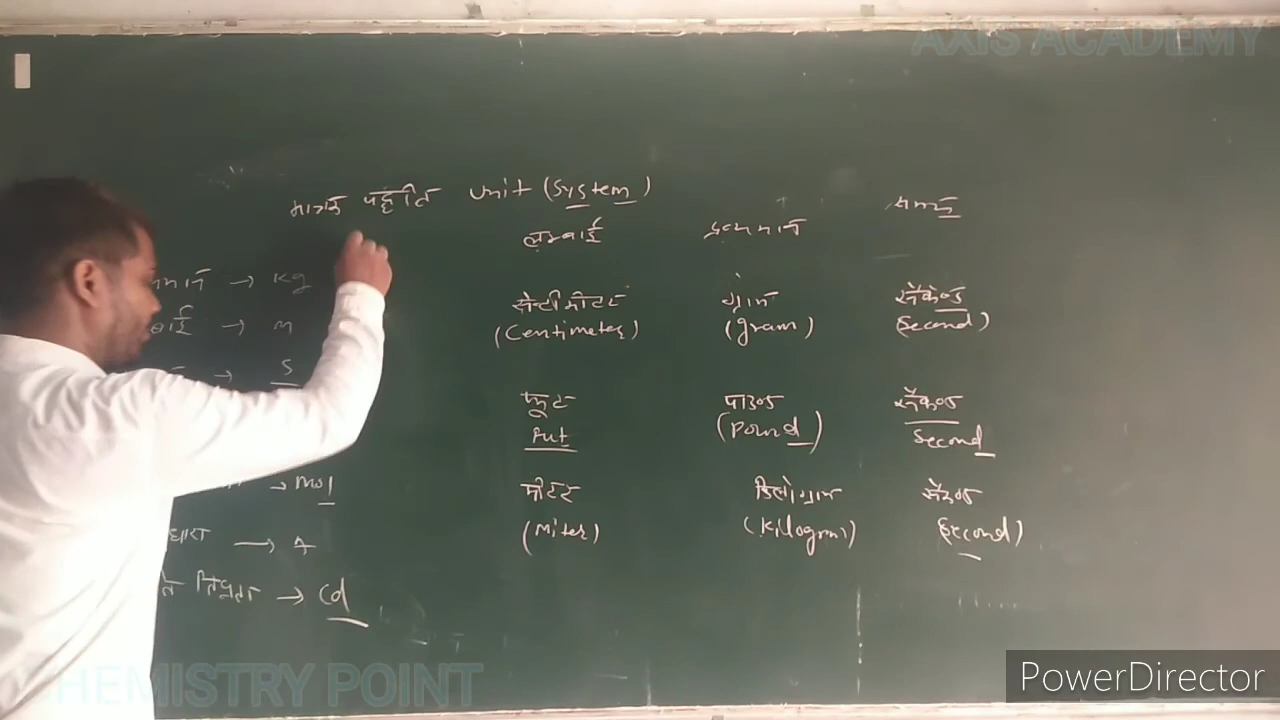 AXIS ACADEMY
मात्रक पद्धति Unit (System)
लम्बाई द्रव्यमान समय
मान → kg
बाई → m
→ S
सेन्टीमीटर ग्राम सेकेण्ड
(Centimeter) (gram) (Second)
फूट पाउण्ड सेकेण्ड
Fut (Pound) Second
→ mol
मीटर किलोग्राम सेकेण्ड
(Miter) (Kilogram) (Second)
धारा → A
तिव्रता → Cd
CHEMISTRY POINT
PowerDirector